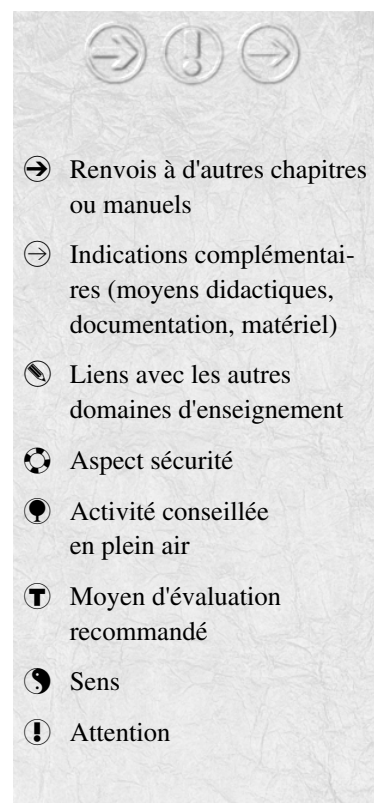 Renvois à d'autres chapitres
ou manuels
Indications complémentai-
res (moyens didactiques,
documentation, matériel)
Liens avec les autres
domaines d'enseignement
Aspect sécurité
Activité conseillée
en plein air
T Moyen d'évaluation
recommandé
Sens
! Attention